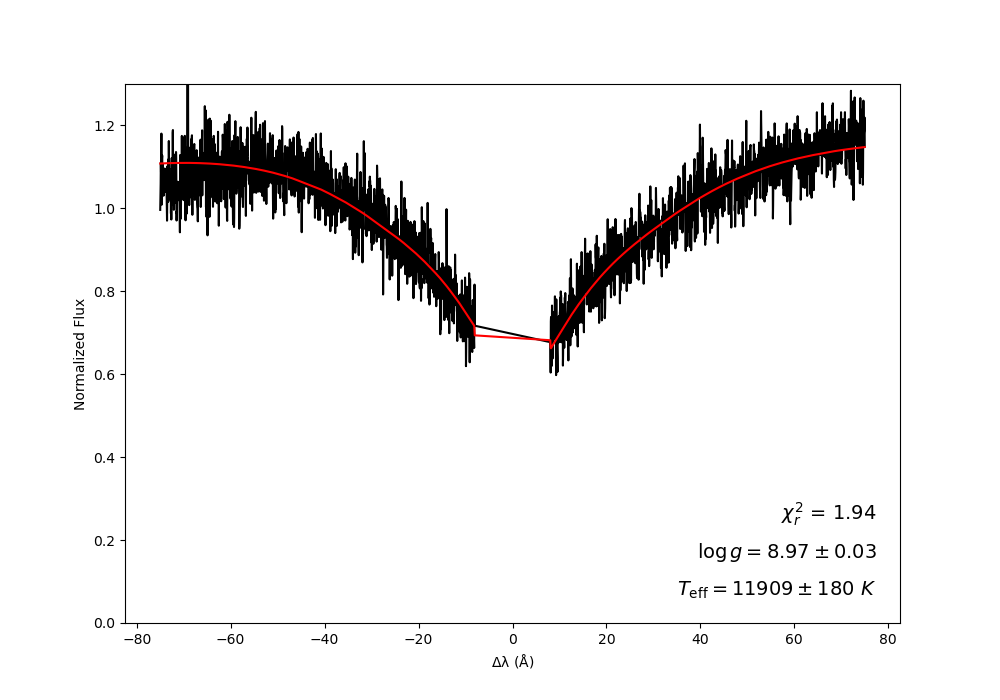 1.2
1.0
0.8
0.6
0.4
0.2
0.0
Normalized Flux
χ²ᵣ = 1.94
log g = 8.97 ± 0.03
T_eff = 11909 ± 180 K
−80 −60 −40 −20 0 20 40 60 80
Δλ (Å)